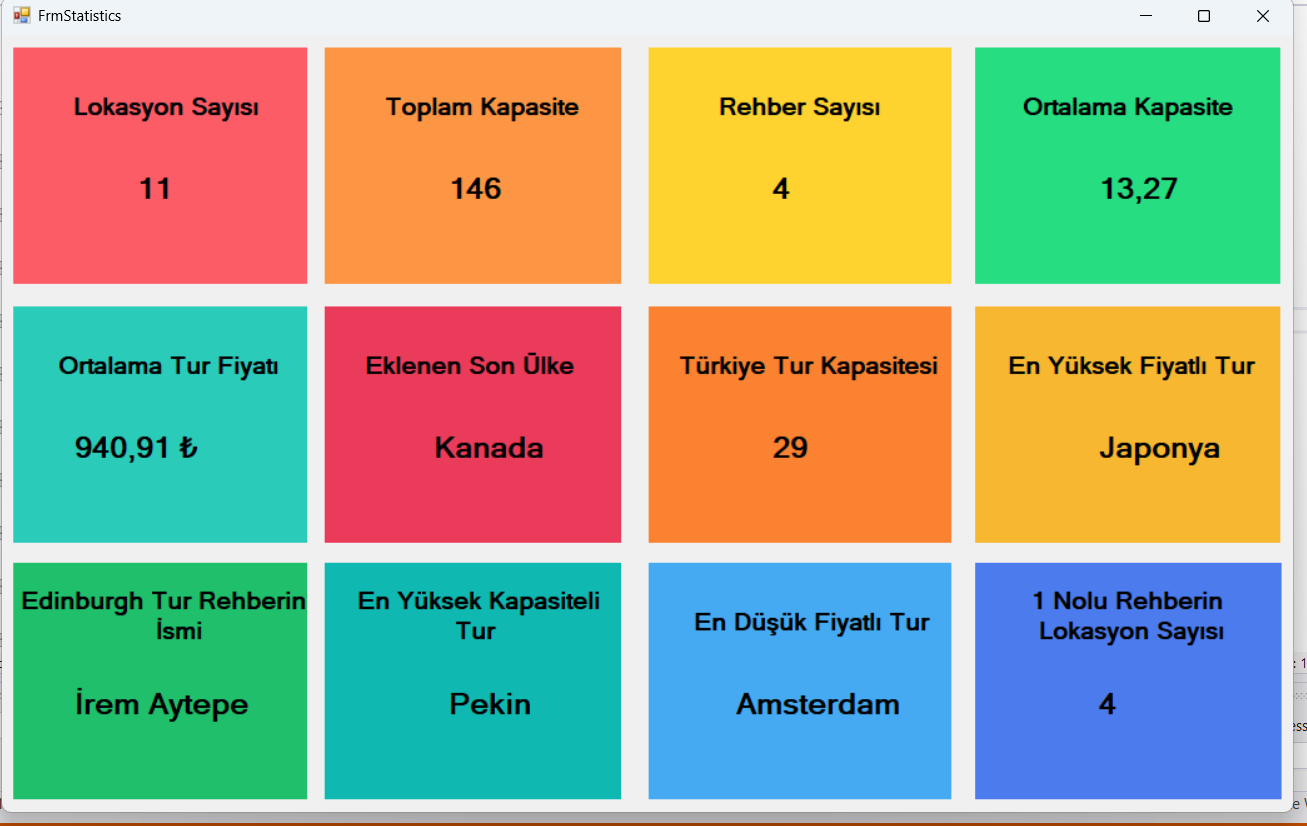 FrmStatistics
Lokasyon Sayısı
11
Toplam Kapasite
146
Rehber Sayısı
4
Ortalama Kapasite
13,27
Ortalama Tur Fiyatı
940,91 ₺
Eklenen Son Ülke
Kanada
Türkiye Tur Kapasitesi
29
En Yüksek Fiyatlı Tur
Japonya
Edinburgh Tur Rehberin
İsmi
İrem Aytepe
En Yüksek Kapasiteli
Tur
Pekin
En Düşük Fiyatlı Tur
Amsterdam
1 Nolu Rehberin
Lokasyon Sayısı
4
: 1